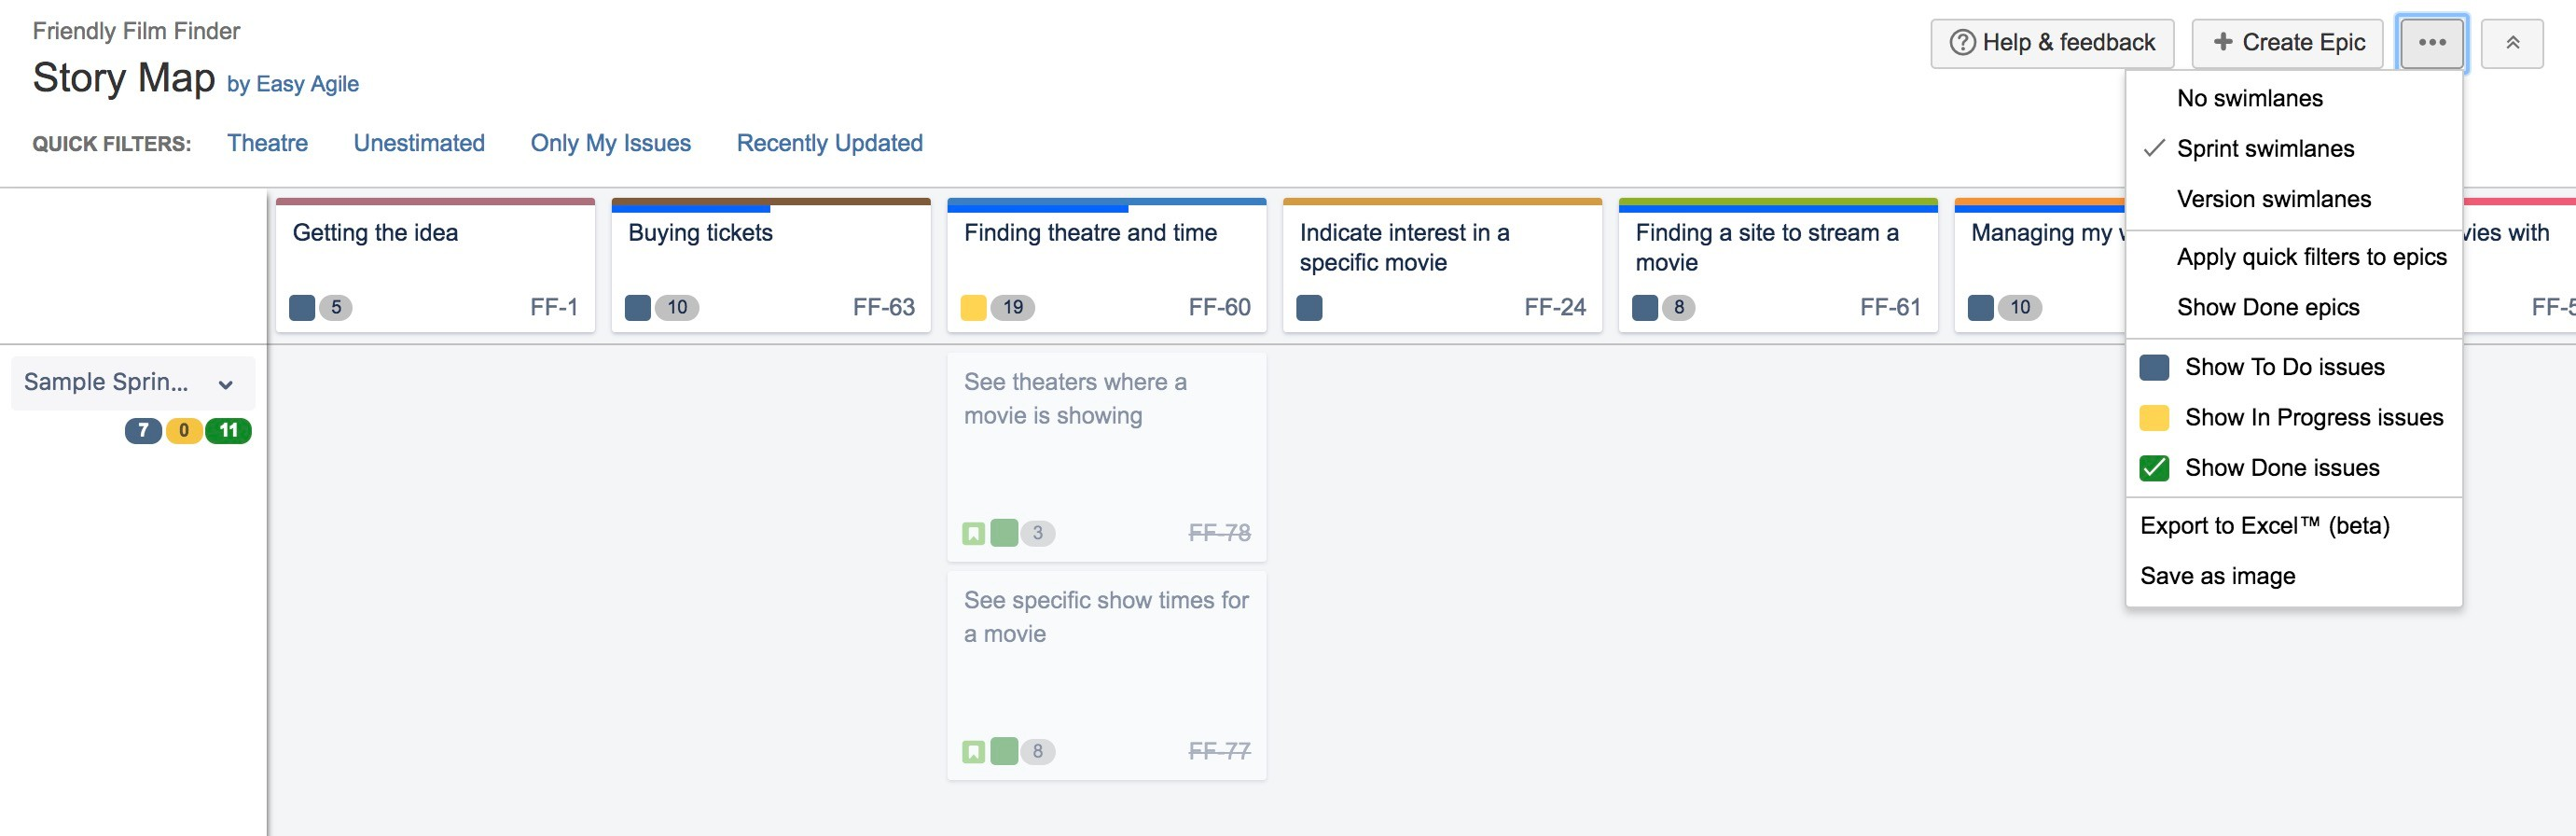 Friendly Film Finder
Story Map by Easy Agile
Help & feedback
+ Create Epic
QUICK FILTERS: Theatre Unestimated Only My Issues Recently Updated
No swimlanes
Sprint swimlanes
Version swimlanes
Apply quick filters to epics
Show Done epics
Show To Do issues
Show In Progress issues
Show Done issues
Export to Excel™ (beta)
Save as image
Getting the idea
5 FF-1
Buying tickets
10 FF-63
Finding theatre and time
19 FF-60
Indicate interest in a
specific movie
FF-24
Finding a site to stream a
movie
8 FF-61
Managing my
10
with
Sample Sprin...
7 0 11
See theaters where a
movie is showing
3 FF-78
See specific show times for
a movie
8 FF-77